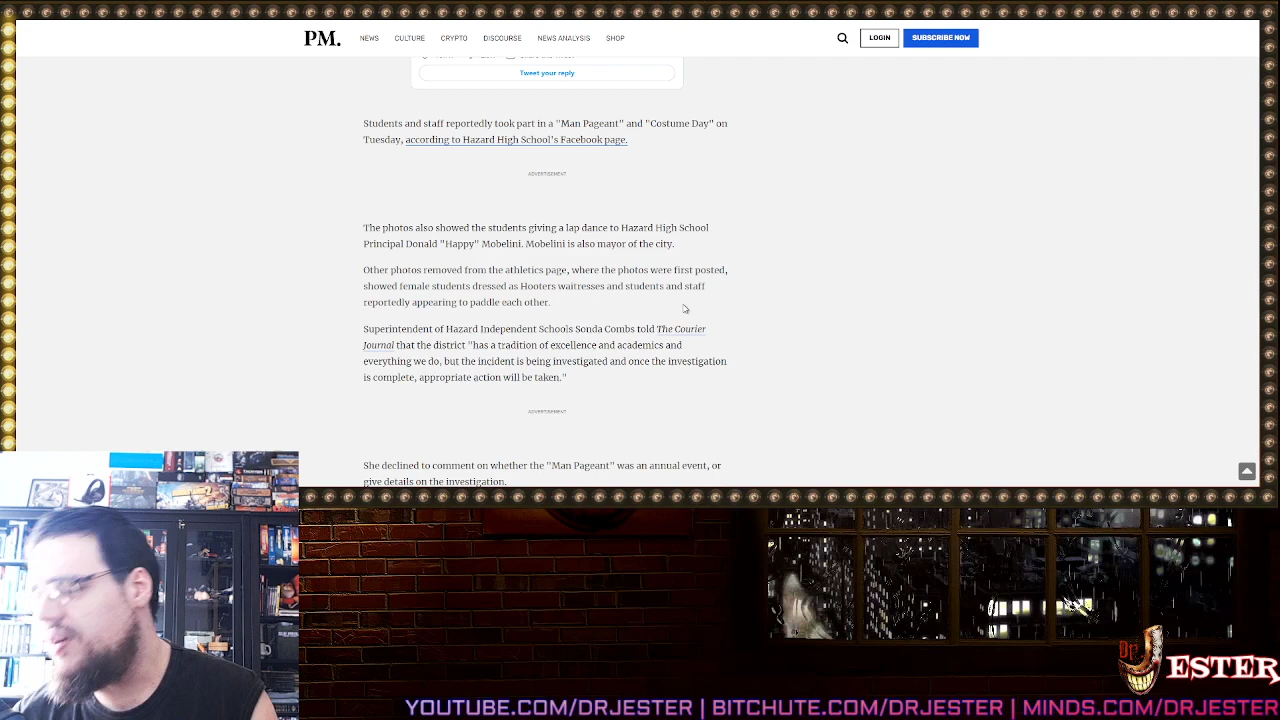 PM. NEWS CULTURE CRYPTO DISCOURSE NEWS ANALYSIS SHOP LOGIN SUBSCRIBE NOW
Tweet your reply
Students and staff reportedly took part in a "Man Pageant" and "Costume Day" on
Tuesday, according to Hazard High School's Facebook page.
ADVERTISEMENT
The photos also showed the students giving a lap dance to Hazard High School
Principal Donald "Happy" Mobelini. Mobelini is also mayor of the city.
Other photos removed from the athletics page, where the photos were first posted,
showed female students dressed as Hooters waitresses and students and staff
reportedly appearing to paddle each other.
Superintendent of Hazard Independent Schools Sonda Combs told The Courier
Journal that the district "has a tradition of excellence and academics and
everything we do, but the incident is being investigated and once the investigation
is complete, appropriate action will be taken."
ADVERTISEMENT
She declined to comment on whether the "Man Pageant" was an annual event, or
give details on the investigation.
Dr JESTER
YOUTUBE.COM/DRJESTER | BITCHUTE.COM/DRJESTER | MINDS.COM/DRJESTER